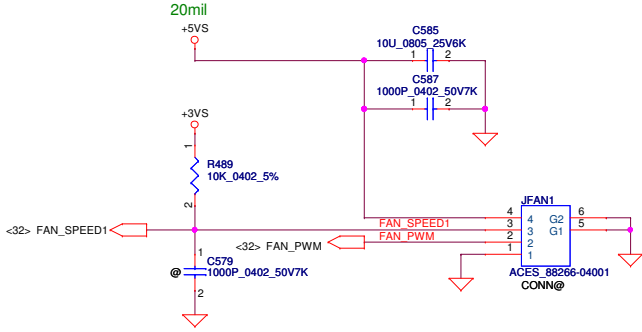 20mil
+5VS
C585
10U_0805_25V6K
1 2
C587
1000P_0402_50V7K
1 2
+3VS
1
R489
10K_0402_5%
2
JFAN1
4 4 G2 6
<32> FAN_SPEED1 FAN_SPEED1 3 3 G1 5
<32> FAN_PWM FAN_PWM 2 2
1 1
1
C579
@ 1000P_0402_50V7K
2
ACES_88266-04001
CONN@